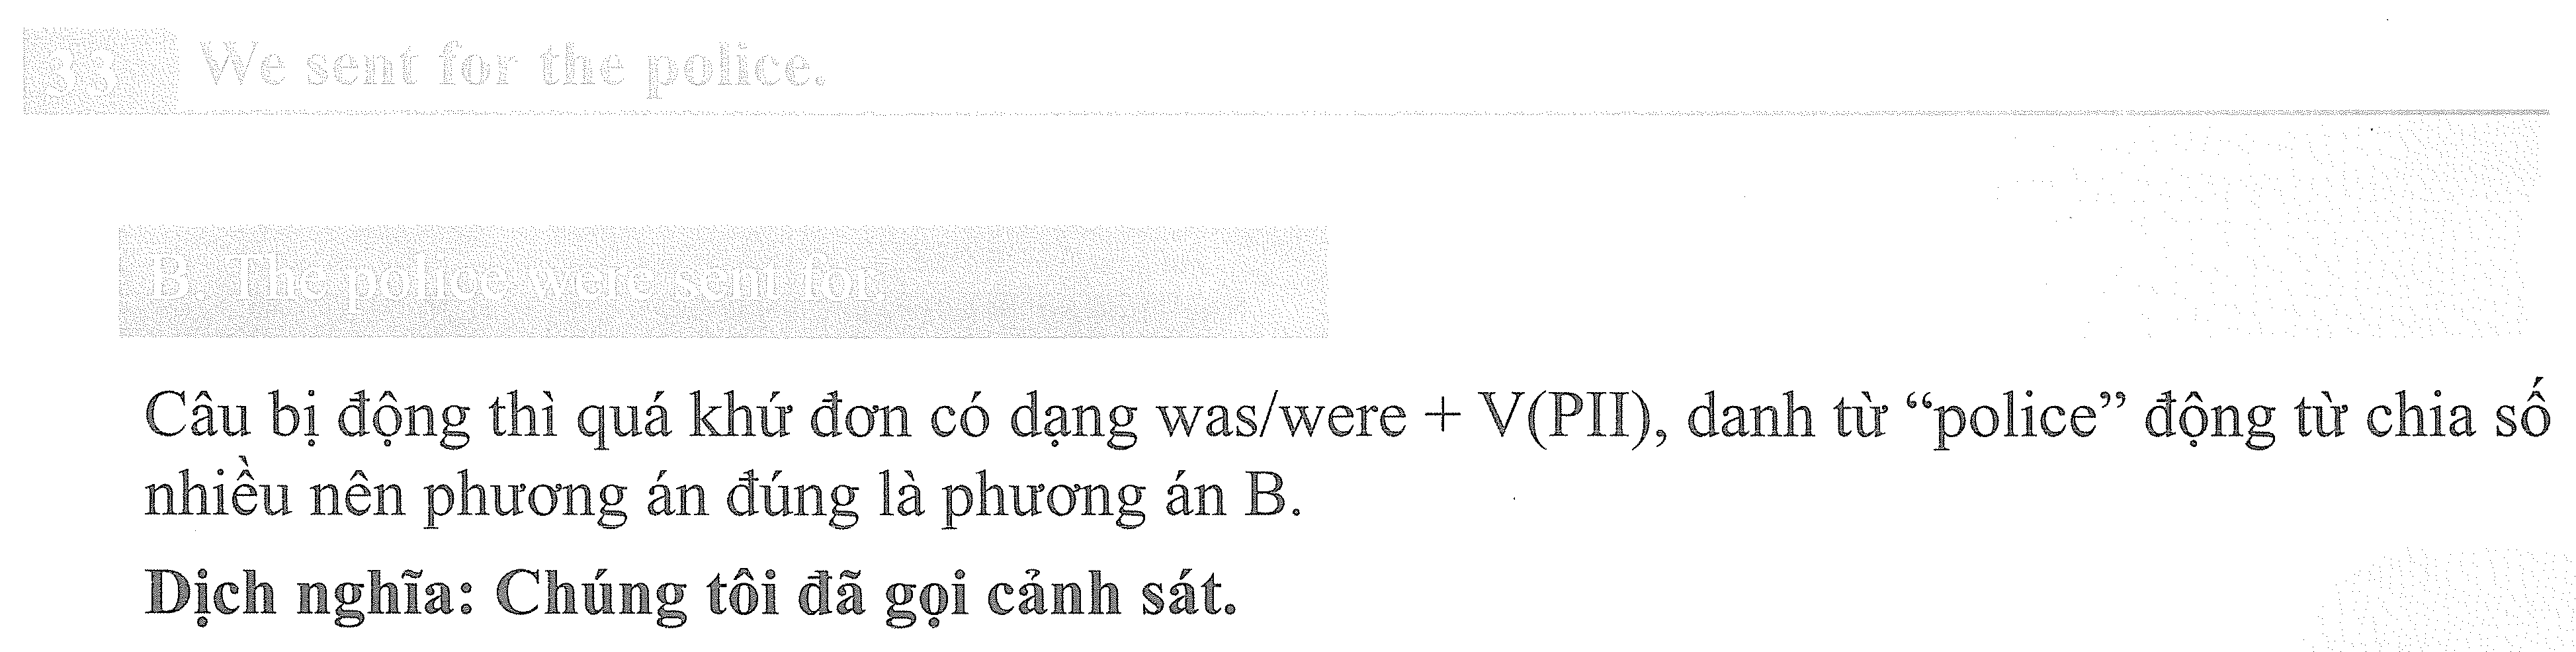 33 We sent for the police.
B. The police were sent for.
Câu bị động thì quá khứ đơn có dạng was/were + V(PII), danh từ “police” động từ chia số
nhiều nên phương án đúng là phương án B.
Dịch nghĩa: Chúng tôi đã gọi cảnh sát.